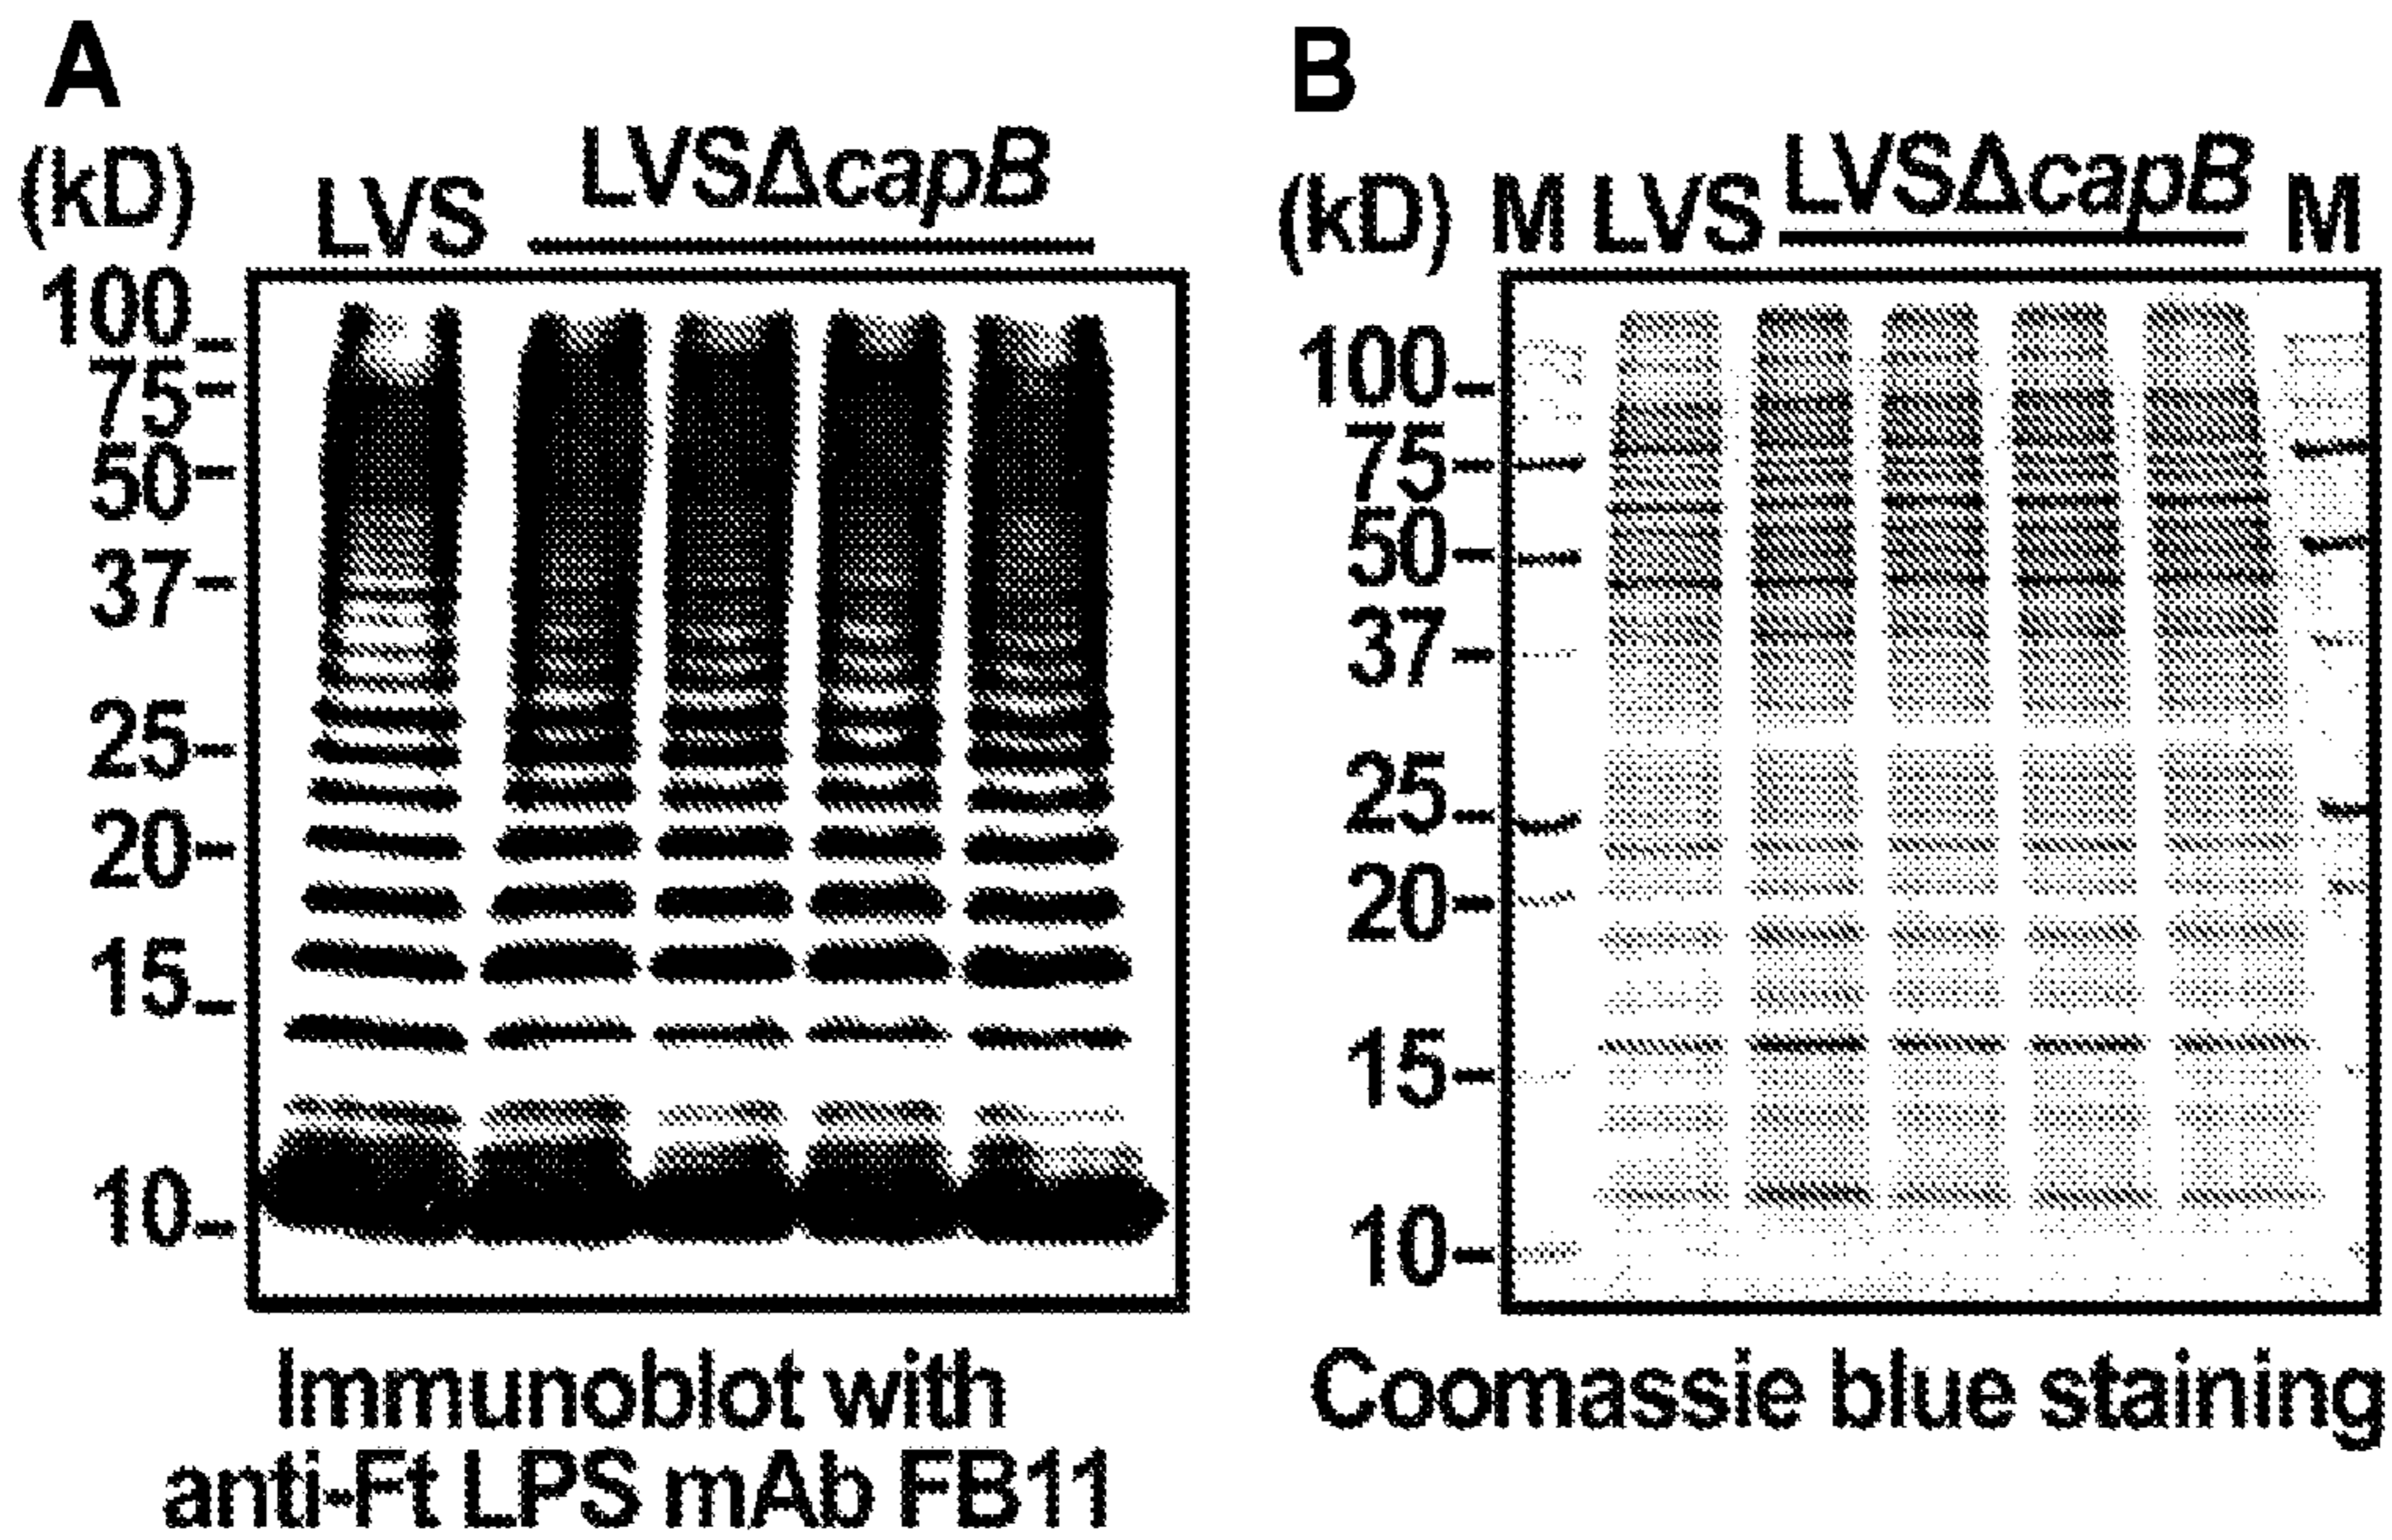 A
(kD) LVS LVSΔcapB
100
75
50
37
25
20
15
10
Immunoblot with
anti-Ft LPS mAb FB11
B
(kD) M LVS LVSΔcapB M
100
75
50
37
25
20
15
10
Coomassie blue staining